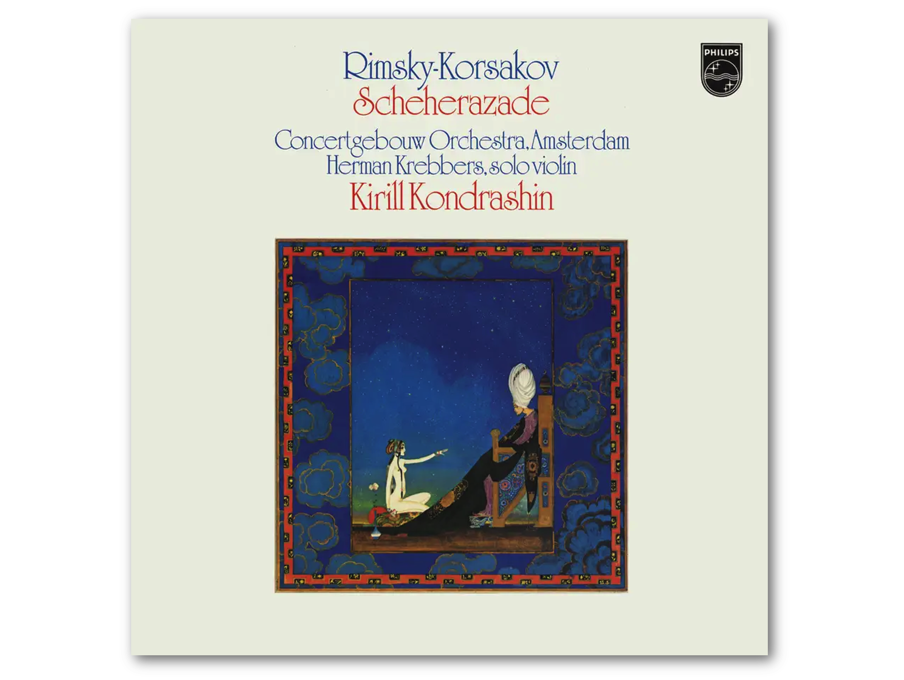 Rimsky-Korsakov
Scheherazade
Concertgebouw Orchestra, Amsterdam
Herman Krebbers, solo violin
Kirill Kondrashin
PHILIPS